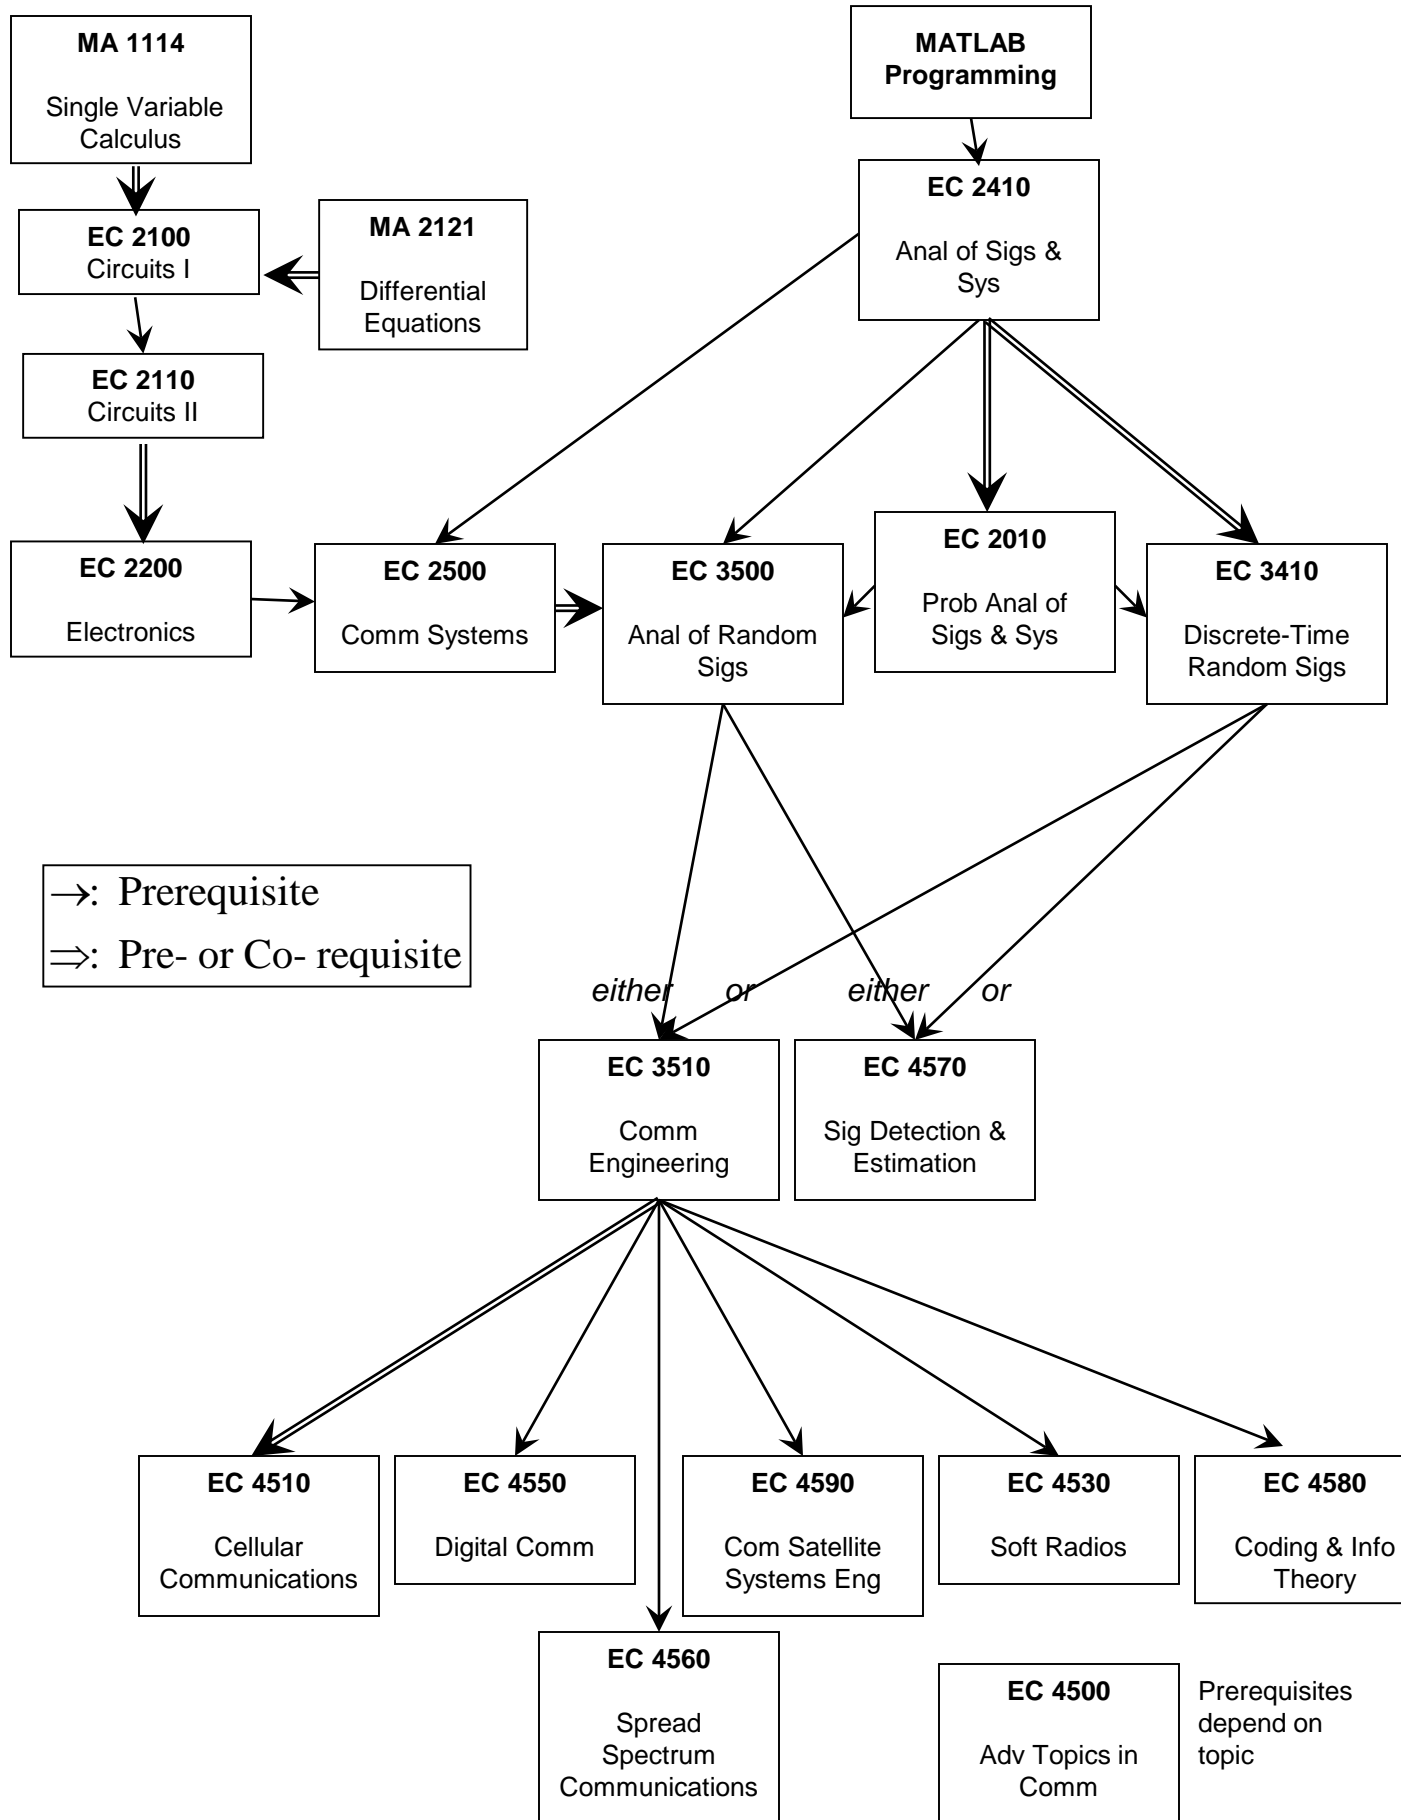 MA 1114
Single Variable
Calculus
MATLAB
Programming
EC 2410
Anal of Sigs &
Sys
EC 2100
Circuits I
MA 2121
Differential
Equations
EC 2110
Circuits II
EC 2200
Electronics
EC 2500
Comm Systems
EC 3500
Anal of Random
Sigs
EC 2010
Prob Anal of
Sigs & Sys
EC 3410
Discrete-Time
Random Sigs
→: Prerequisite
⇒: Pre- or Co- requisite
either or either or
EC 3510
Comm
Engineering
EC 4570
Sig Detection &
Estimation
EC 4510
Cellular
Communications
EC 4550
Digital Comm
EC 4590
Com Satellite
Systems Eng
EC 4530
Soft Radios
EC 4580
Coding & Info
Theory
EC 4560
Spread
Spectrum
Communications
EC 4500
Adv Topics in
Comm
Prerequisites
depend on
topic